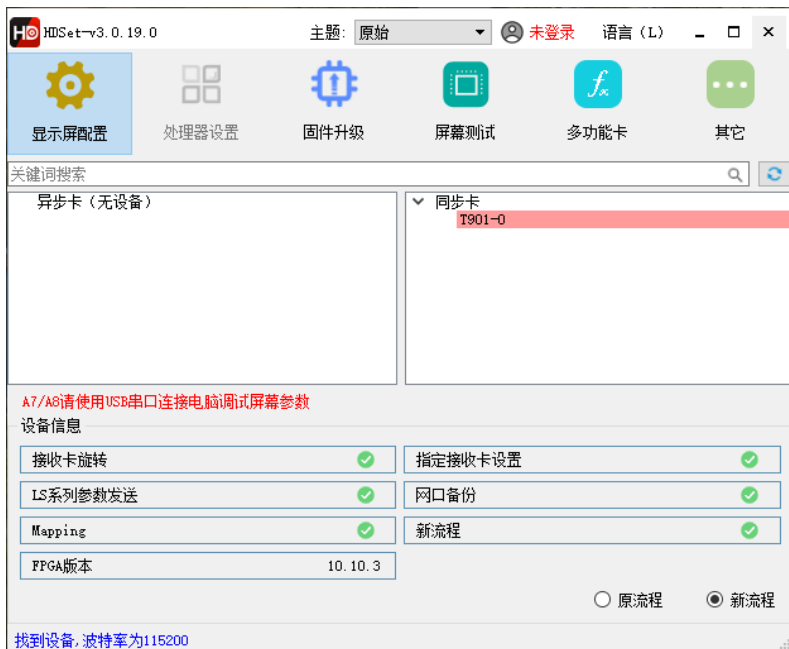 HD HDSet-v3.0.19.0 主题: 原始 未登录 语言 (L)
显示屏配置 处理器设置 固件升级 屏幕测试 多功能卡 其它
关键词搜索
异步卡 (无设备) 同步卡
T901-0
A7/A8请使用USB串口连接电脑调试屏幕参数
设备信息
接收卡旋转 指定接收卡设置
LS系列参数发送 网口备份
Mapping 新流程
FPGA版本 10.10.3
原流程 新流程
找到设备,波特率为115200